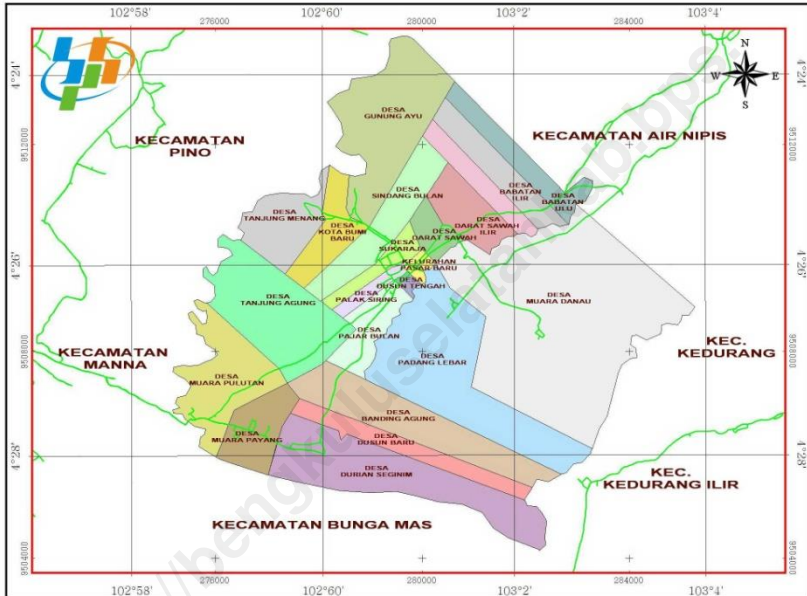 102°58' 276000 102°60' 280000 103°2' 284000 103°4'
4°24'
4°24'
N
W E
S
DESA
GUNUNG AYU
KECAMATAN
PINO
KECAMATAN AIR NIPIS
9512000
9512000
DESA
SINDANG BULAN
DESA
BABATAN
ILIR
DESA
BABATAN
ULU
DESA
TANJUNG MENANG
DESA
KOTA BUMI
BARU
DESA
DARAT SAWAH
ILIR
DESA
DARAT SAWAH
DESA
SUKARAJA
4°26'
4°26'
KELURAHAN
PASAR BARU
DESA
DUSUN TENGAH
DESA
TANJUNG AGUNG
DESA
PALAK SIRING
DESA
MUARA DANAU
DESA
PAJAR BULAN
KECAMATAN
MANNA
KEC.
KEDURANG
9508000
9508000
DESA
PADANG LEBAR
DESA
MUARA PULUTAN
DESA
BANDING AGUNG
DESA
MUARA PAYANG
DESA
DUSUN BARU
4°28'
4°28'
DESA
DURIAN SEGINIM
KEC.
KEDURANG ILIR
KECAMATAN BUNGA MAS
9504000
9504000
102°58' 276000 102°60' 280000 103°2' 284000 103°4'
//bengkuluselatankab.bps.